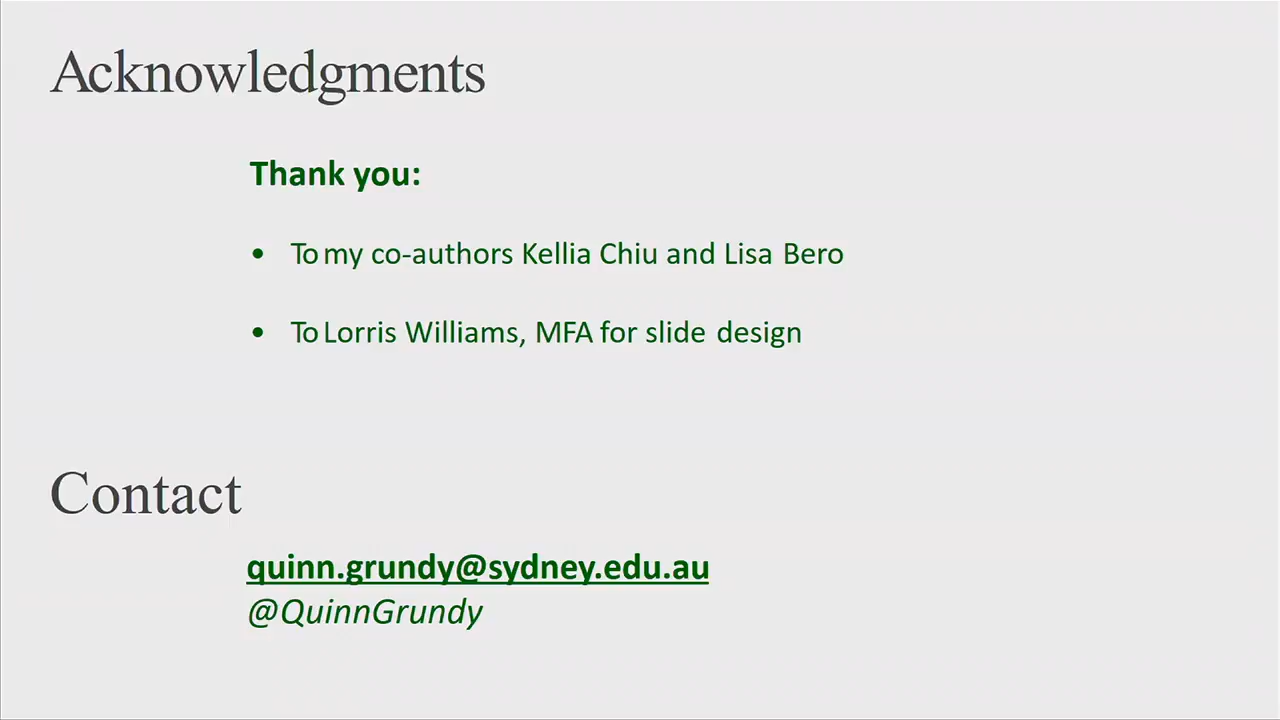 Acknowledgments
Thank you:
• To my co-authors Kellia Chiu and Lisa Bero
• To Lorris Williams, MFA for slide design
Contact
quinn.grundy@sydney.edu.au
@QuinnGrundy